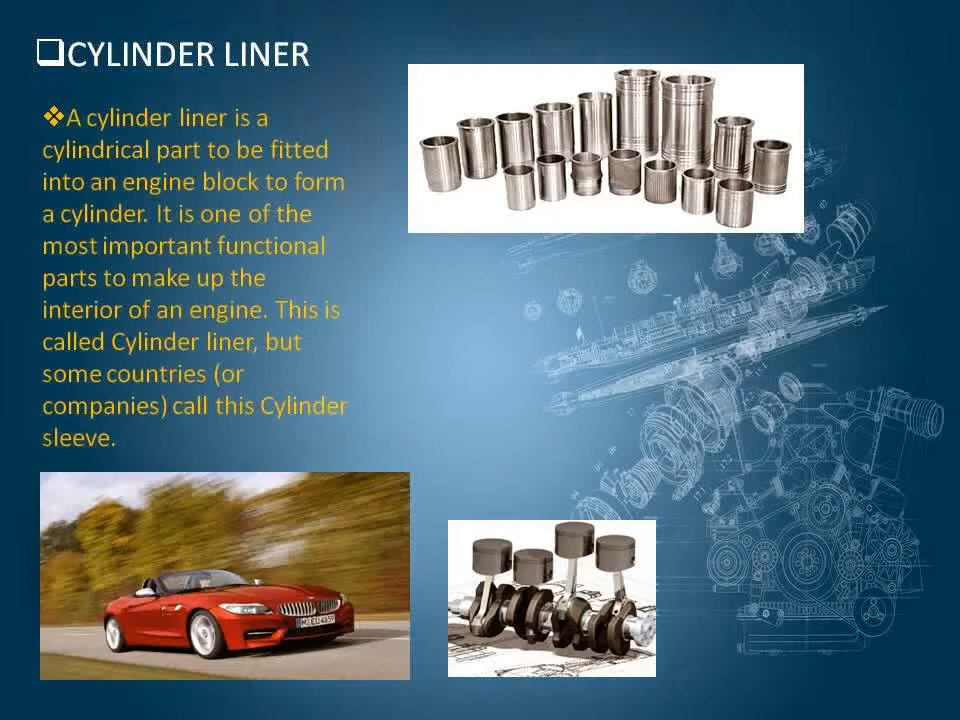 ❑CYLINDER LINER
❖A cylinder liner is a
cylindrical part to be fitted
into an engine block to form
a cylinder. It is one of the
most important functional
parts to make up the
interior of an engine. This is
called Cylinder liner, but
some countries (or
companies) call this Cylinder
sleeve.